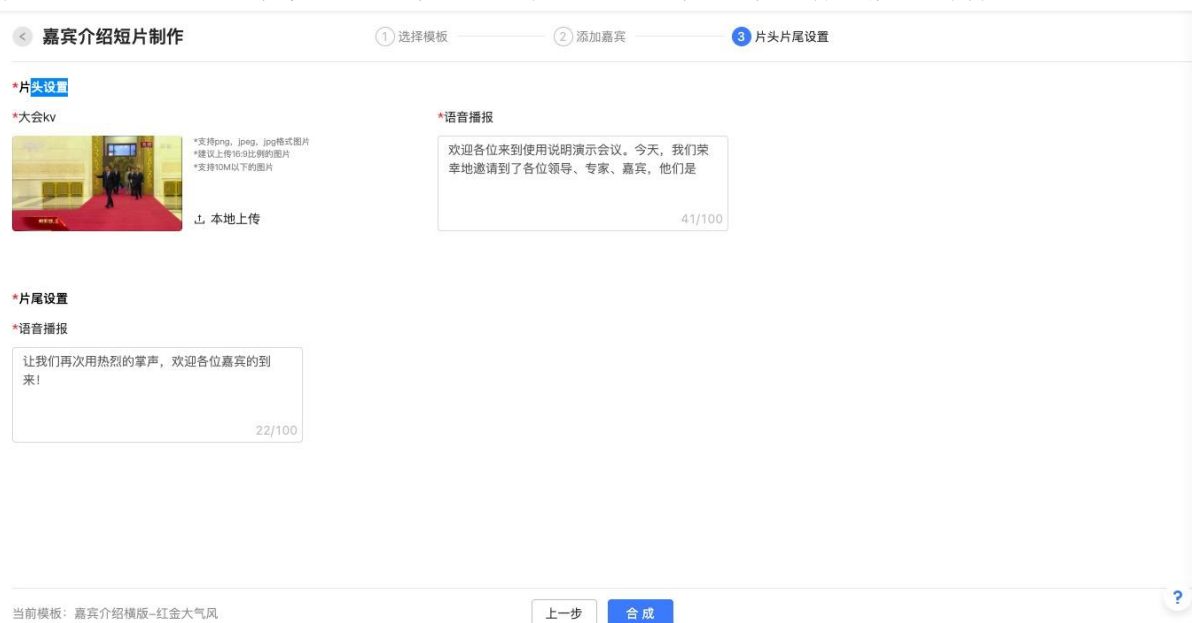 嘉宾介绍短片制作
1 选择模板
2 添加嘉宾
3 片头片尾设置
*片头设置
*大会kv
*支持png，jpeg，jpg格式图片
*建议上传16:9比例的图片
*支持10M以下的图片
本地上传
*语音播报
欢迎各位来到使用说明演示会议。今天，我们荣
幸地邀请到了各位领导、专家、嘉宾，他们是
41/100
*片尾设置
*语音播报
让我们再次用热烈的掌声，欢迎各位嘉宾的到
来！
22/100
当前模板：嘉宾介绍横版-红金大气风
上一步
合 成
?